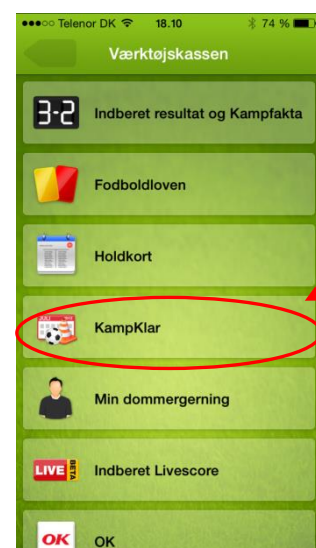 Telenor DK 18.10 74 %
Værktøjskassen
3-2 Indberet resultat og Kampfakta
Fodboldloven
Holdkort
KampKlar
Min dommergerning
LIVE BETA Indberet Livescore
OK OK